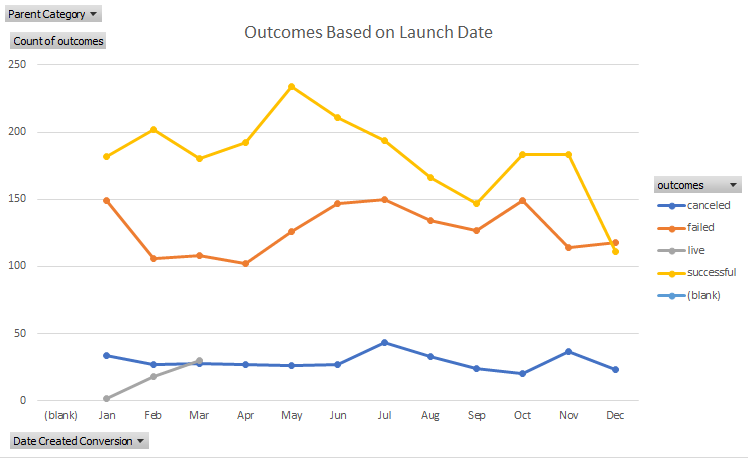 Parent Category
Count of outcomes
Outcomes Based on Launch Date
250
200
150
100
50
0
(blank) Jan Feb Mar Apr May Jun Jul Aug Sep Oct Nov Dec
outcomes
canceled
failed
live
successful
(blank)
Date Created Conversion